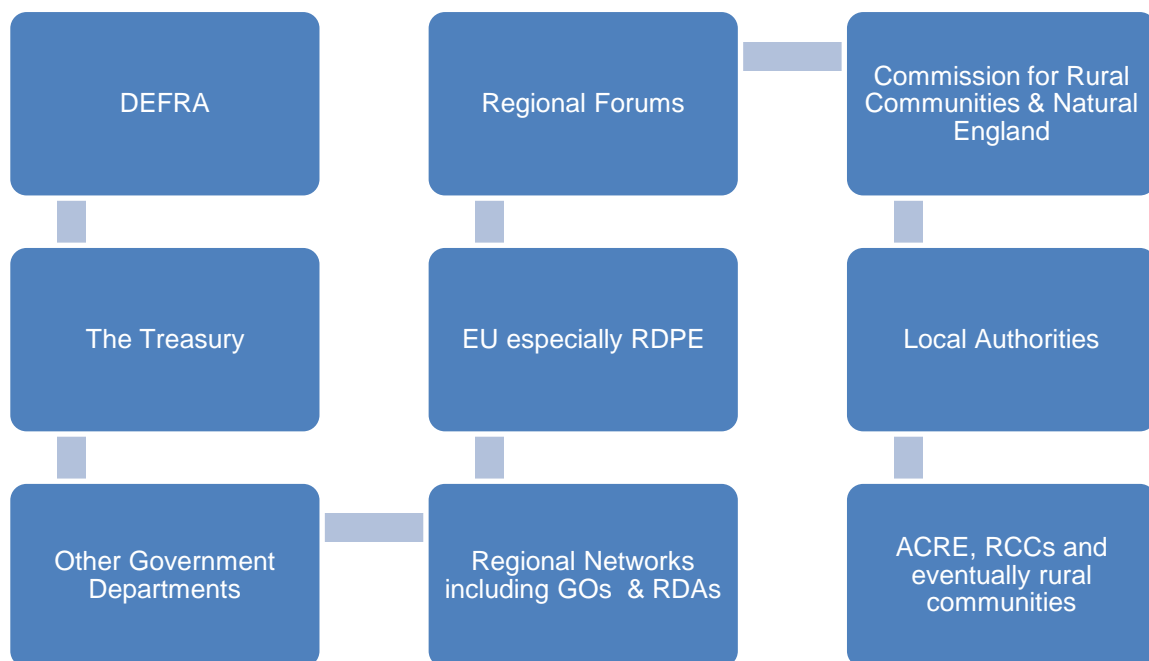 DEFRA
The Treasury
Other Government
Departments
Regional Networks
including GOs & RDAs
EU especially RDPE
Regional Forums
Commission for Rural
Communities & Natural
England
Local Authorities
ACRE, RCCs and
eventually rural
communities